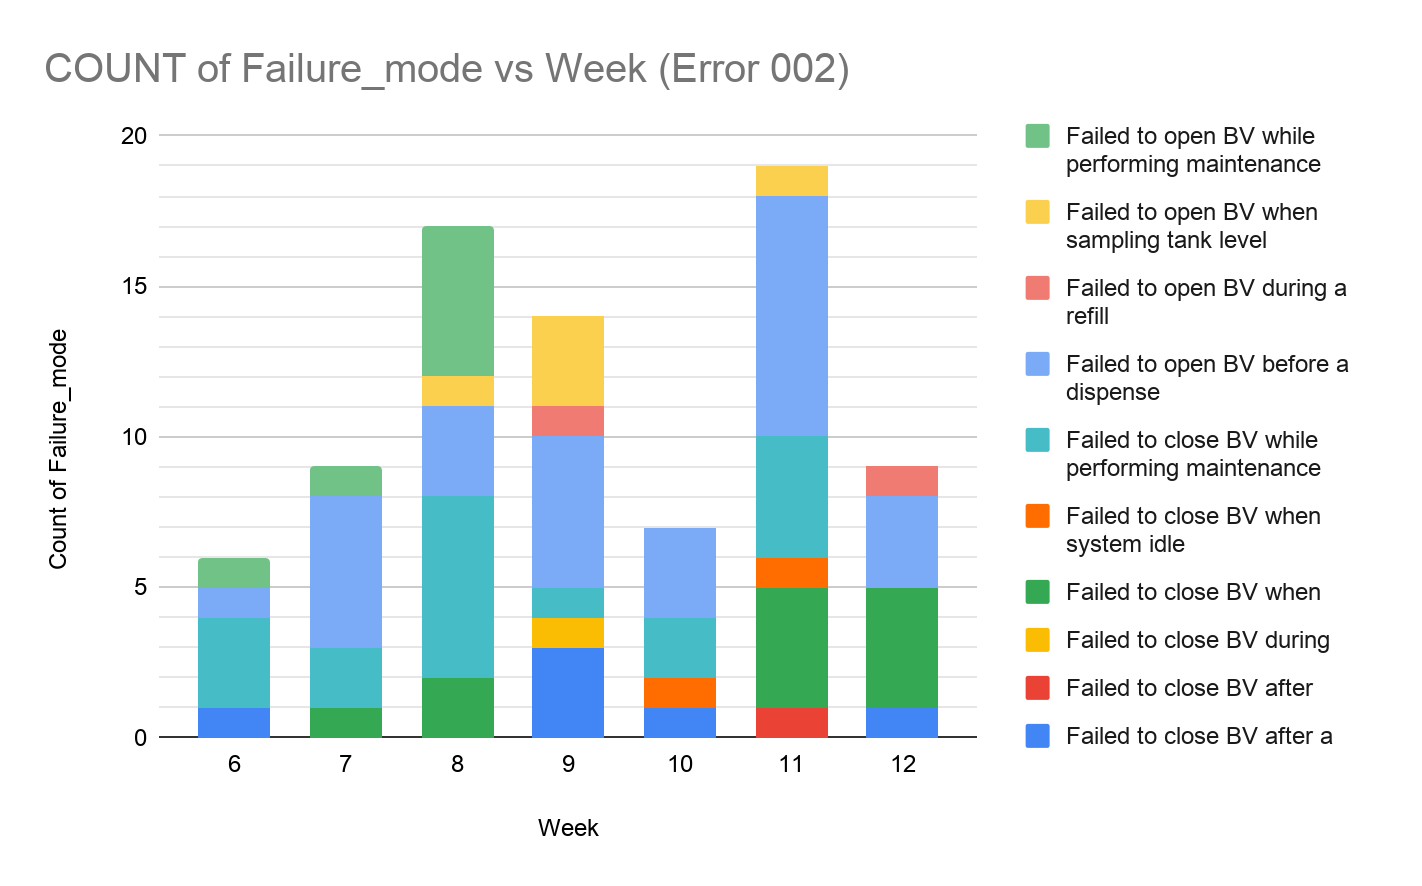 COUNT of Failure_mode vs Week (Error 002)
20
15
10
5
0
Count of Failure_mode
6 7 8 9 10 11 12
Week
Failed to open BV while
performing maintenance
Failed to open BV when
sampling tank level
Failed to open BV during a
refill
Failed to open BV before a
dispense
Failed to close BV while
performing maintenance
Failed to close BV when
system idle
Failed to close BV when
Failed to close BV during
Failed to close BV after
Failed to close BV after a